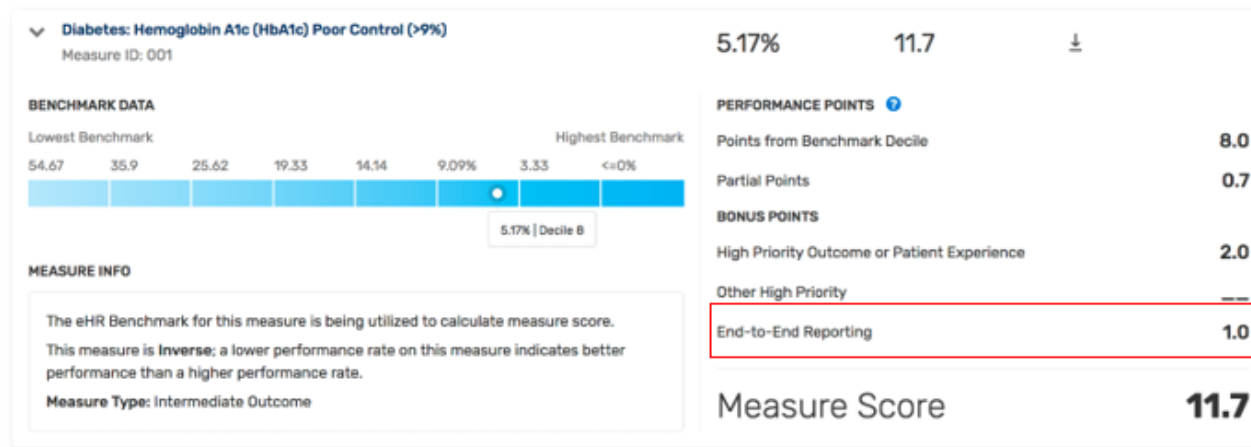 Diabetes: Hemoglobin A1c (HbA1c) Poor Control (>9%)
Measure ID: 001
5.17% 11.7
BENCHMARK DATA
Lowest Benchmark Highest Benchmark
54.67 35.9 25.62 19.33 14.14 9.09% 3.33 <=0%
5.17% | Decile 8
MEASURE INFO
The eHR Benchmark for this measure is being utilized to calculate measure score.
This measure is Inverse; a lower performance rate on this measure indicates better
performance than a higher performance rate.
Measure Type: Intermediate Outcome
PERFORMANCE POINTS ?
Points from Benchmark Decile 8.0
Partial Points 0.7
BONUS POINTS
High Priority Outcome or Patient Experience 2.0
Other High Priority __
End-to-End Reporting 1.0
Measure Score 11.7